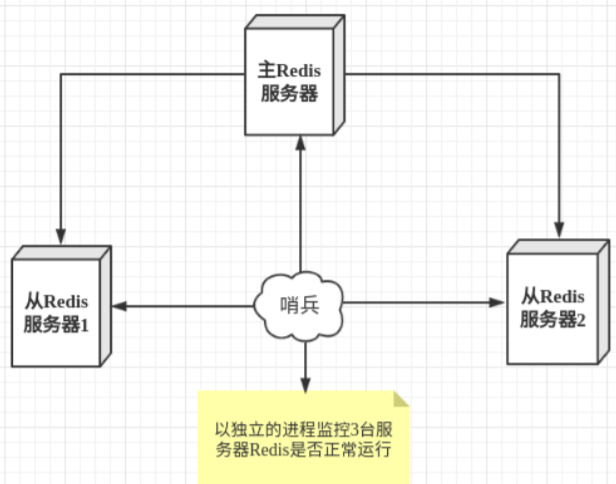 主Redis
服务器
从Redis
服务器1
哨兵
从Redis
服务器2
以独立的进程监控3台服
务器Redis是否正常运行